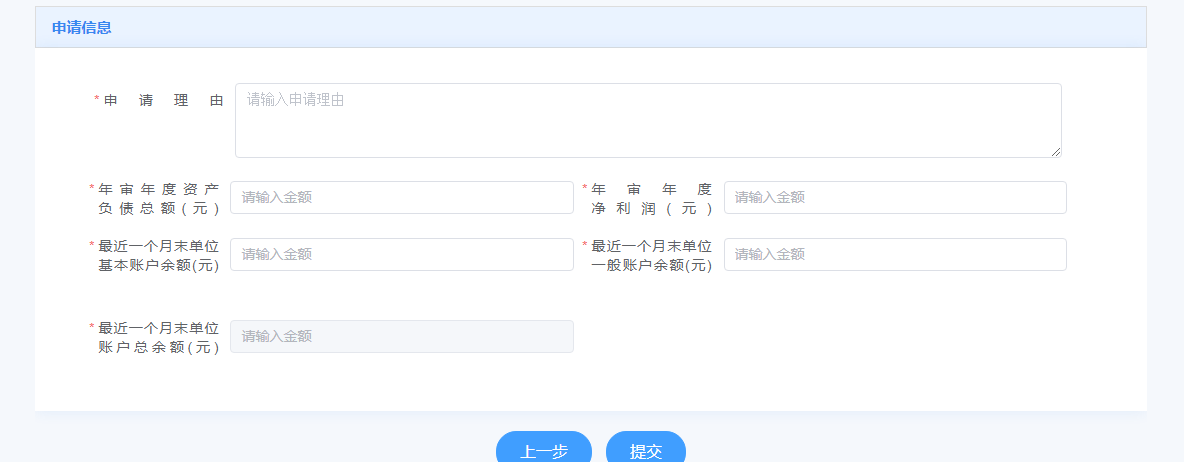 申请信息
*申请理由 请输入申请理由
*年审年度资产 *年审年度
负债总额(元) 请输入金额 净利润(元) 请输入金额
*最近一个月末单位 *最近一个月末单位
基本账户余额(元) 请输入金额 一般账户余额(元) 请输入金额
*最近一个月末单位
账户总余额(元) 请输入金额
上一步 提交